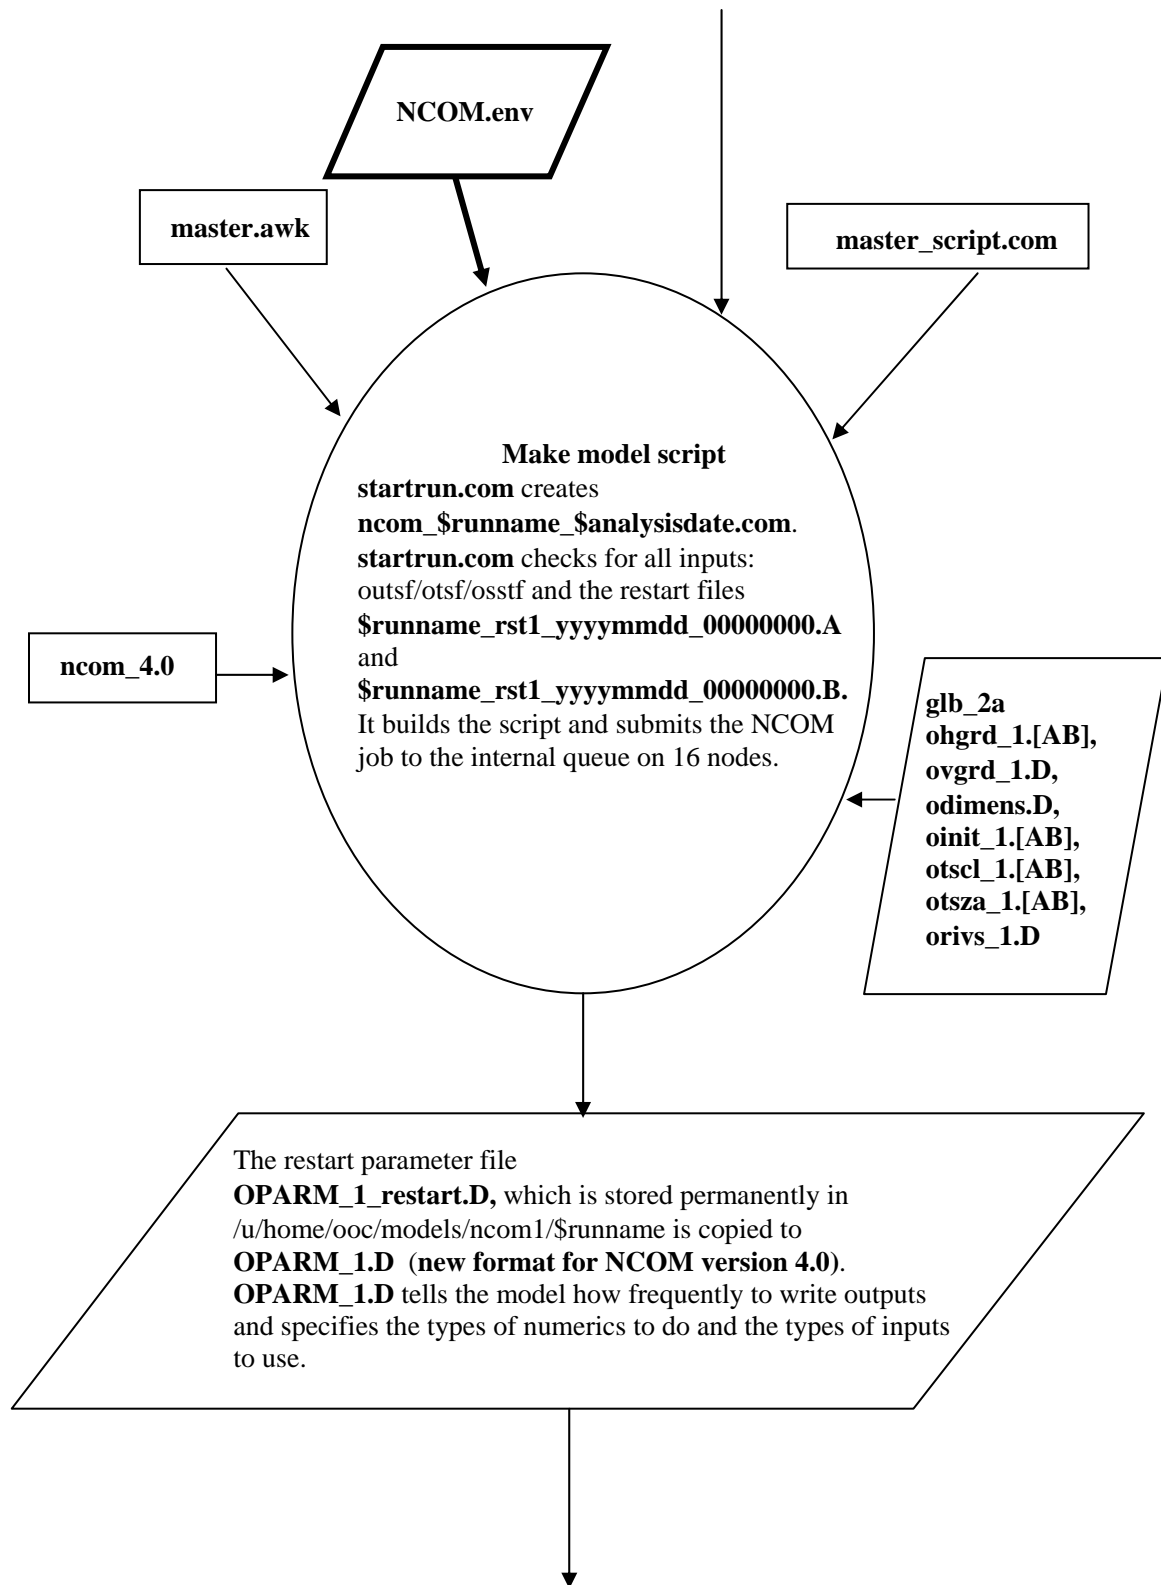 NCOM.env
master.awk
master_script.com
Make model script
startrun.com creates
ncom_$runname_$analysisdate.com.
startrun.com checks for all inputs:
outsf/otsf/osstf and the restart files
$runname_rst1_yyyymmdd_00000000.A
and
$runname_rst1_yyyymmdd_00000000.B.
It builds the script and submits the NCOM
job to the internal queue on 16 nodes.
ncom_4.0
glb_2a
ohgrd_1.[AB],
ovgrd_1.D,
odimens.D,
oinit_1.[AB],
otscl_1.[AB],
otsza_1.[AB],
orivs_1.D
The restart parameter file
OPARM_1_restart.D, which is stored permanently in
/u/home/ooc/models/ncom1/$runname is copied to
OPARM_1.D (new format for NCOM version 4.0).
OPARM_1.D tells the model how frequently to write outputs
and specifies the types of numerics to do and the types of inputs
to use.